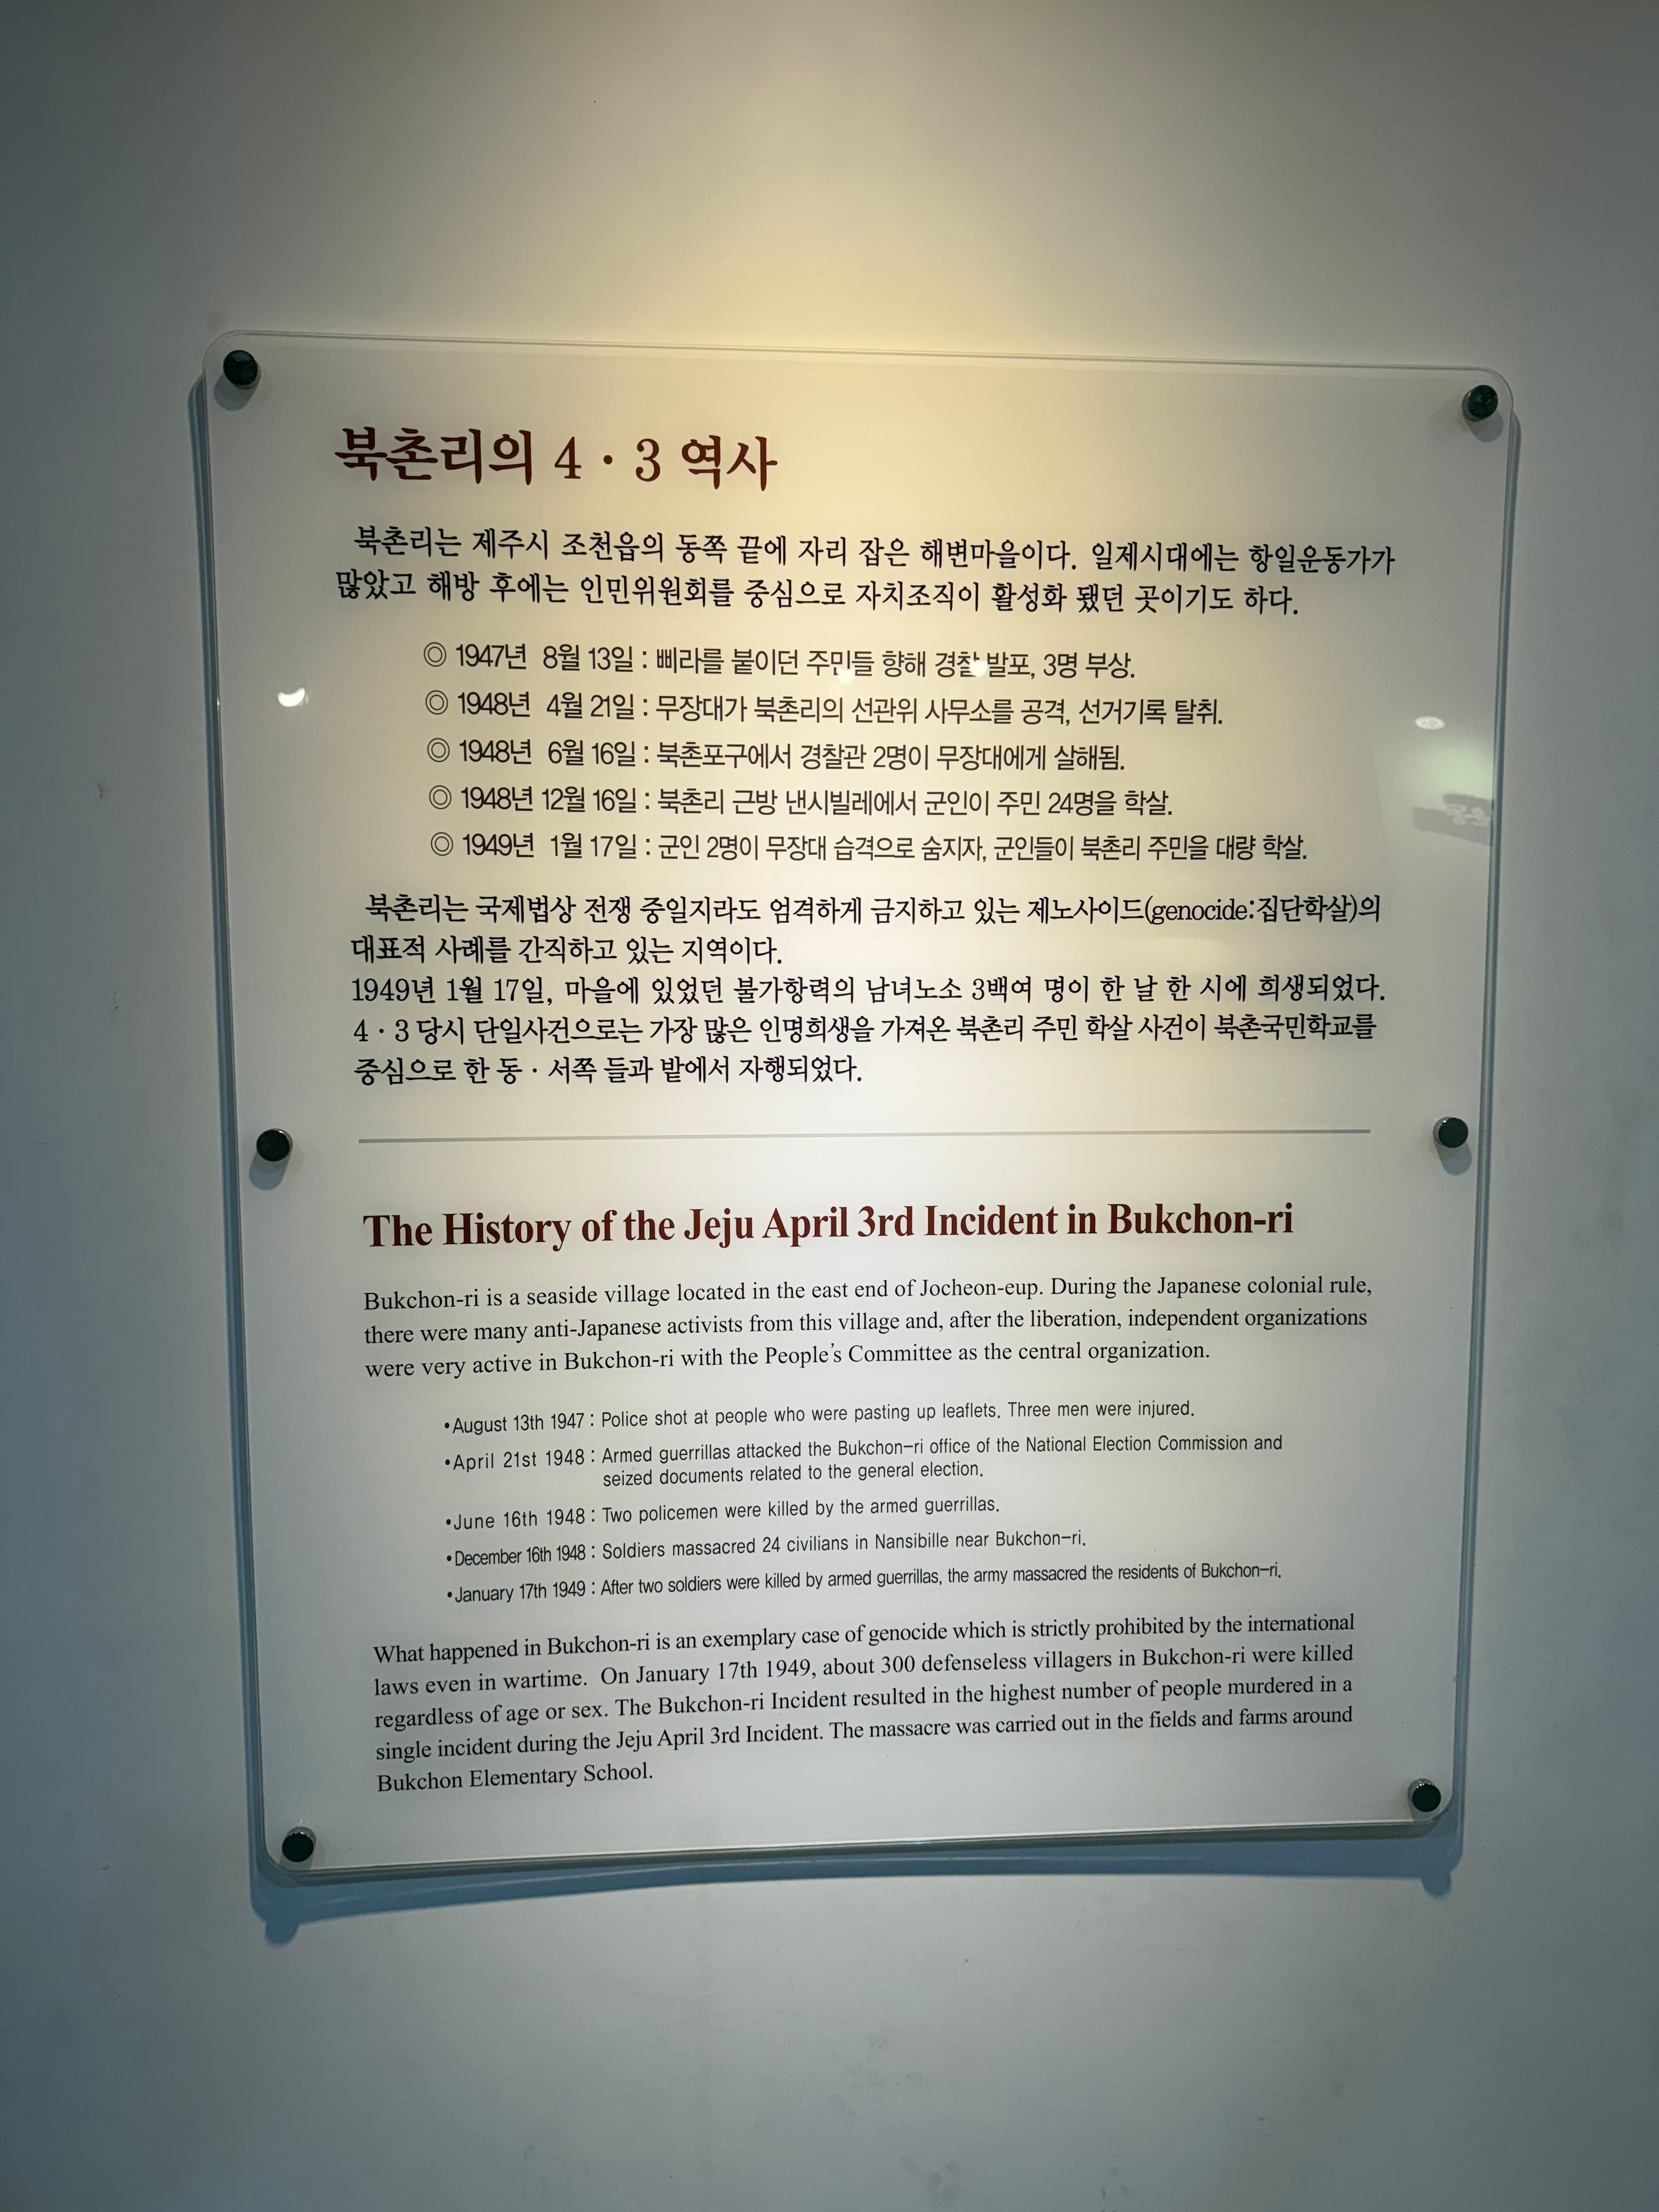 북촌리의 4 · 3 역사
북촌리는 제주시 조천읍의 동쪽 끝에 자리 잡은 해변마을이다. 일제시대에는 항일운동가가
많았고 해방 후에는 인민위원회를 중심으로 자치조직이 활성화 됐던 곳이기도 하다.
◎ 1947년 8월 13일 : 삐라를 붙이던 주민들 향해 경찰 발포, 3명 부상.
◎ 1948년 4월 21일 : 무장대가 북촌리의 선관위 사무소를 공격, 선거기록 탈취.
◎ 1948년 6월 16일 : 북촌포구에서 경찰관 2명이 무장대에게 살해됨.
◎ 1948년 12월 16일 : 북촌리 근방 낸시빌레에서 군인이 주민 24명을 학살.
◎ 1949년 1월 17일 : 군인 2명이 무장대 습격으로 숨지자, 군인들이 북촌리 주민을 대량 학살.
북촌리는 국제법상 전쟁 중일지라도 엄격하게 금지하고 있는 제노사이드(genocide:집단학살)의
대표적 사례를 간직하고 있는 지역이다.
1949년 1월 17일, 마을에 있었던 불가항력의 남녀노소 3백여 명이 한 날 한 시에 희생되었다.
4 · 3 당시 단일사건으로는 가장 많은 인명희생을 가져온 북촌리 주민 학살 사건이 북촌국민학교를
중심으로 한 동 · 서쪽 들과 밭에서 자행되었다.
The History of the Jeju April 3rd Incident in Bukchon-ri
Bukchon-ri is a seaside village located in the east end of Jocheon-eup. During the Japanese colonial rule,
there were many anti-Japanese activists from this village and, after the liberation, independent organizations
were very active in Bukchon-ri with the People's Committee as the central organization.
•August 13th 1947 : Police shot at people who were pasting up leaflets. Three men were injured.
•April 21st 1948 : Armed guerrillas attacked the Bukchon-ri office of the National Election Commission and
seized documents related to the general election.
•June 16th 1948 : Two policemen were killed by the armed guerrillas.
•December 16th 1948 : Soldiers massacred 24 civilians in Nansibille near Bukchon-ri.
•January 17th 1949 : After two soldiers were killed by armed guerrillas, the army massacred the residents of Bukchon-ri.
What happened in Bukchon-ri is an exemplary case of genocide which is strictly prohibited by the international
laws even in wartime. On January 17th 1949, about 300 defenseless villagers in Bukchon-ri were killed
regardless of age or sex. The Bukchon-ri Incident resulted in the highest number of people murdered in a
single incident during the Jeju April 3rd Incident. The massacre was carried out in the fields and farms around
Bukchon Elementary School.